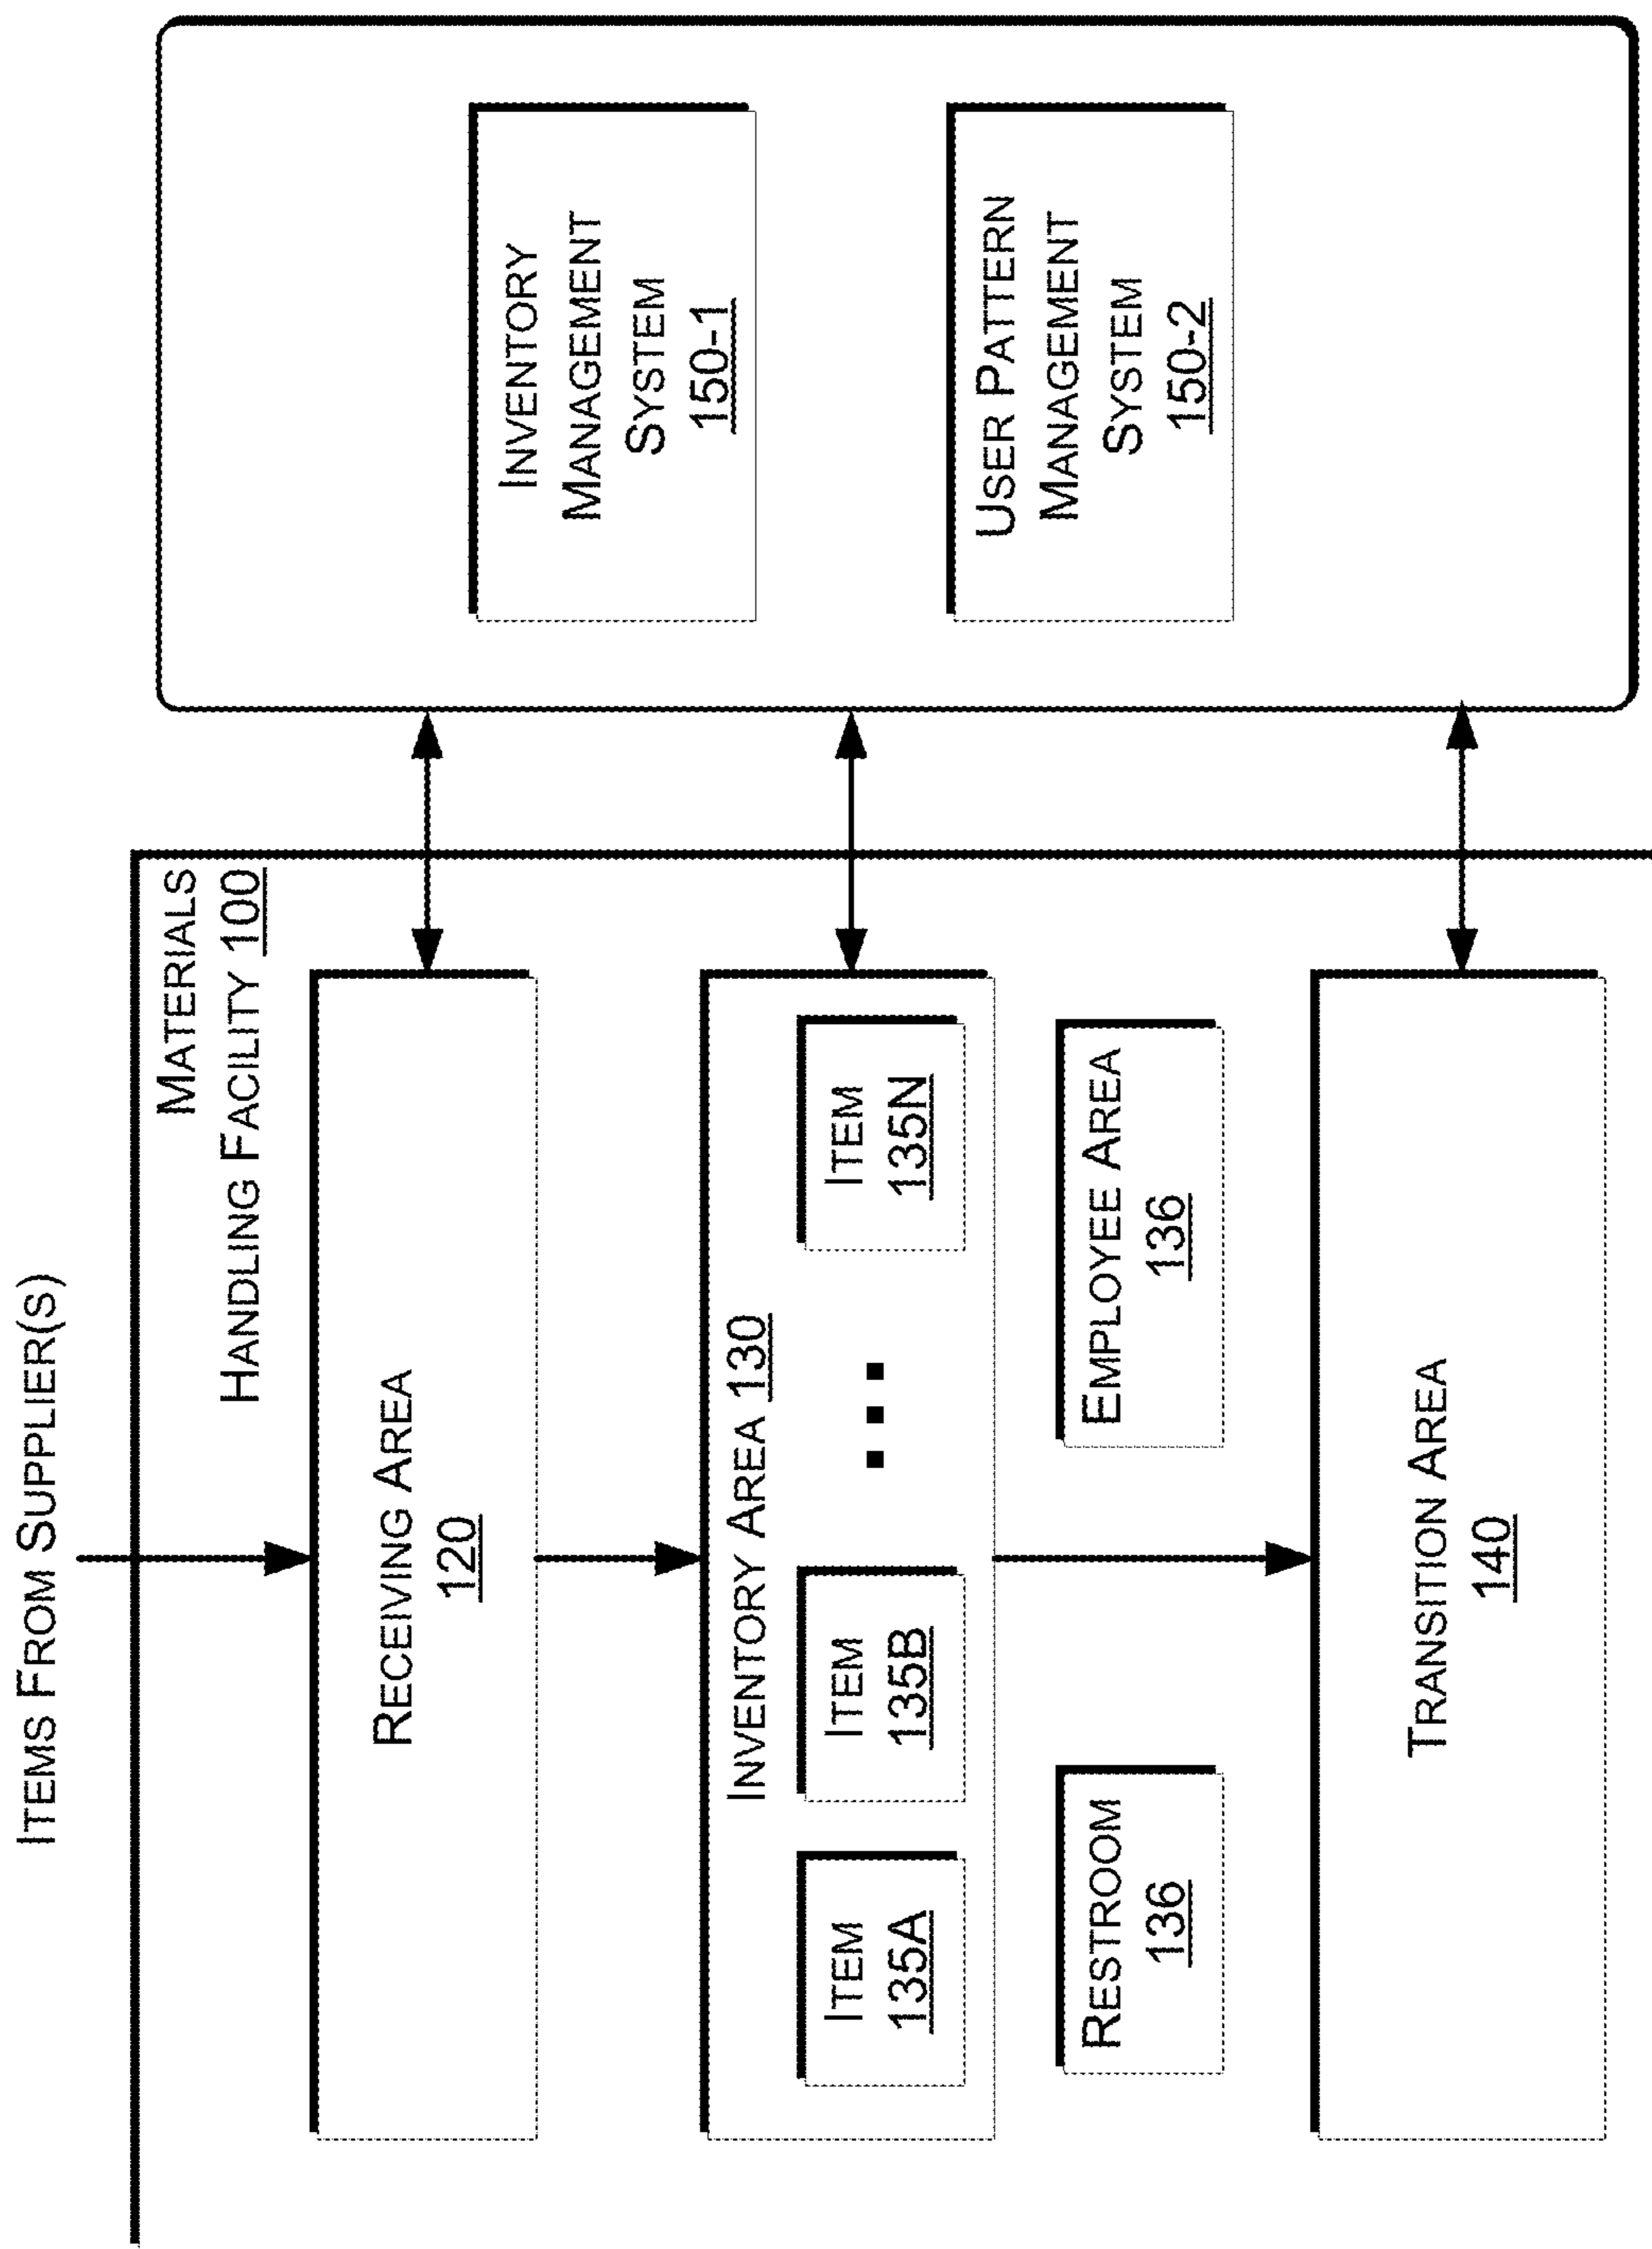 ITEMS FROM SUPPLIER(S)
MATERIALS
HANDLING FACILITY 100
RECEIVING AREA
120
INVENTORY AREA 130
ITEM
135A
ITEM
135B
ITEM
135N
RESTROOM
136
EMPLOYEE AREA
136
TRANSITION AREA
140
INVENTORY
MANAGEMENT
SYSTEM
150-1
USER PATTERN
MANAGEMENT
SYSTEM
150-2